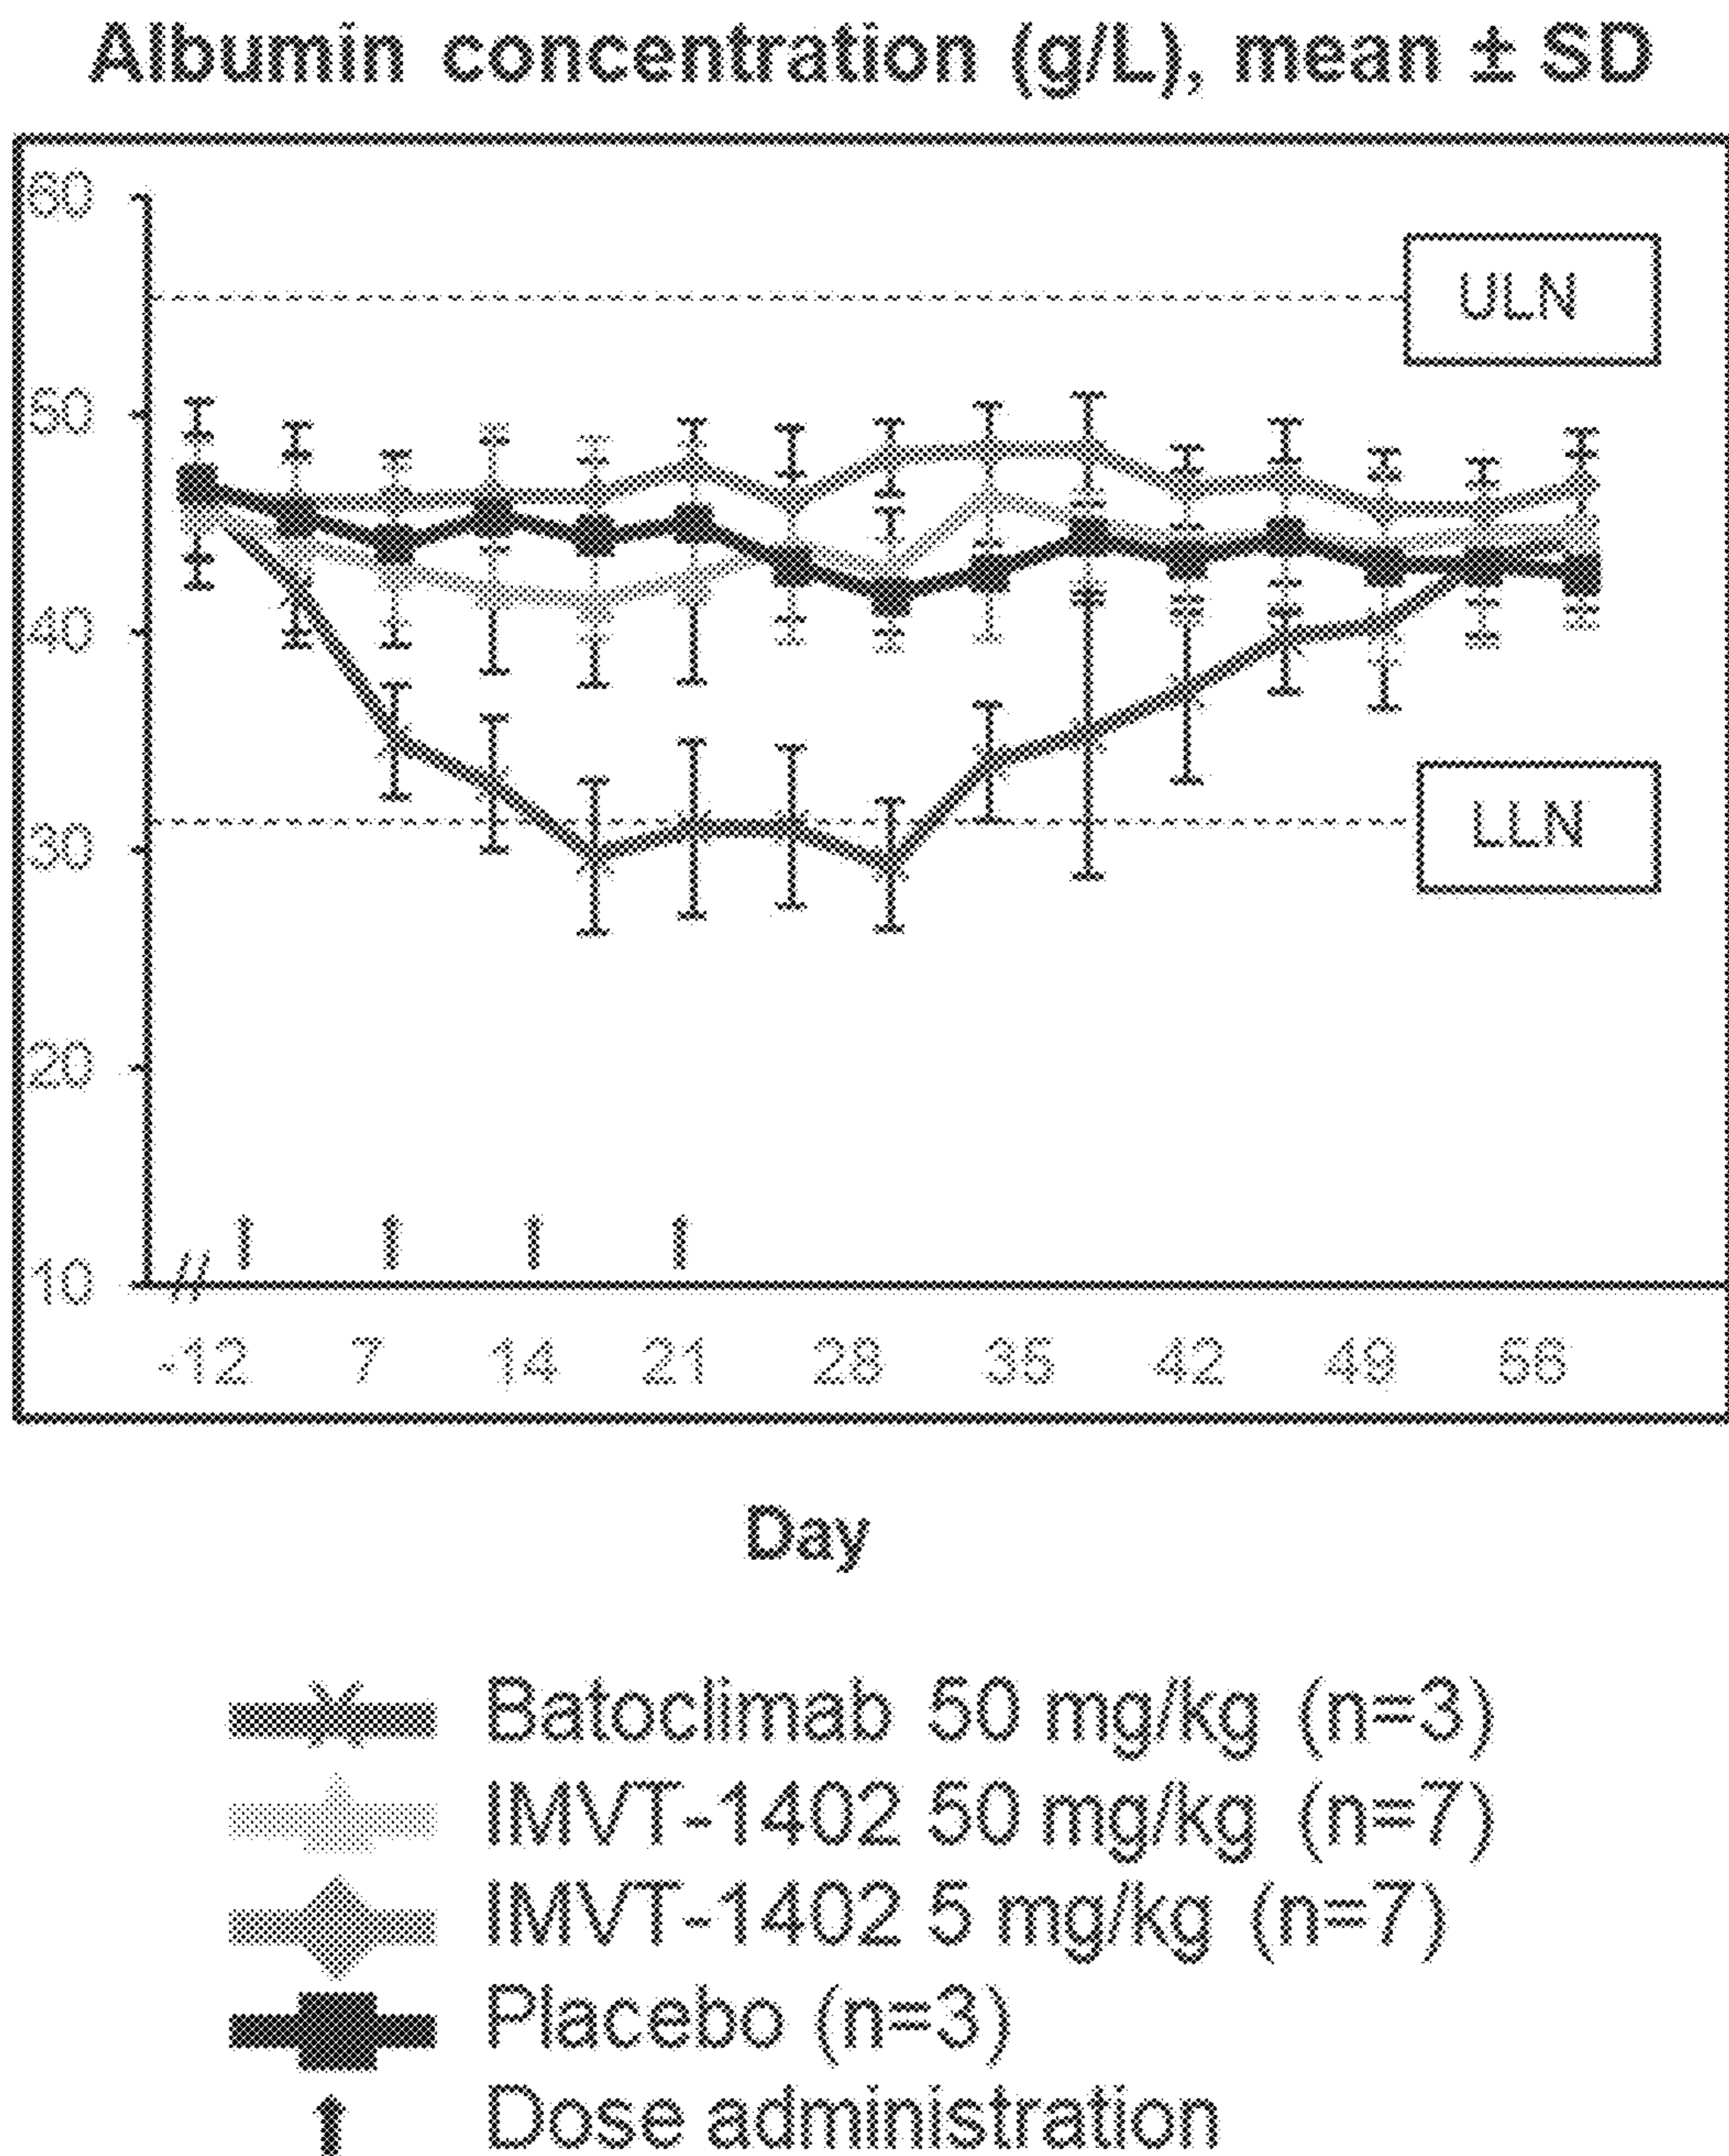 Albumin concentration (g/L), mean ± SD
60
ULN
50
40
LLN
30
20
10
-12 7 14 21 28 35 42 49 56
Day
Batoclimab 50 mg/kg (n=3)
IMVT-1402 50 mg/kg (n=7)
IMVT-1402 5 mg/kg (n=7)
Placebo (n=3)
Dose administration